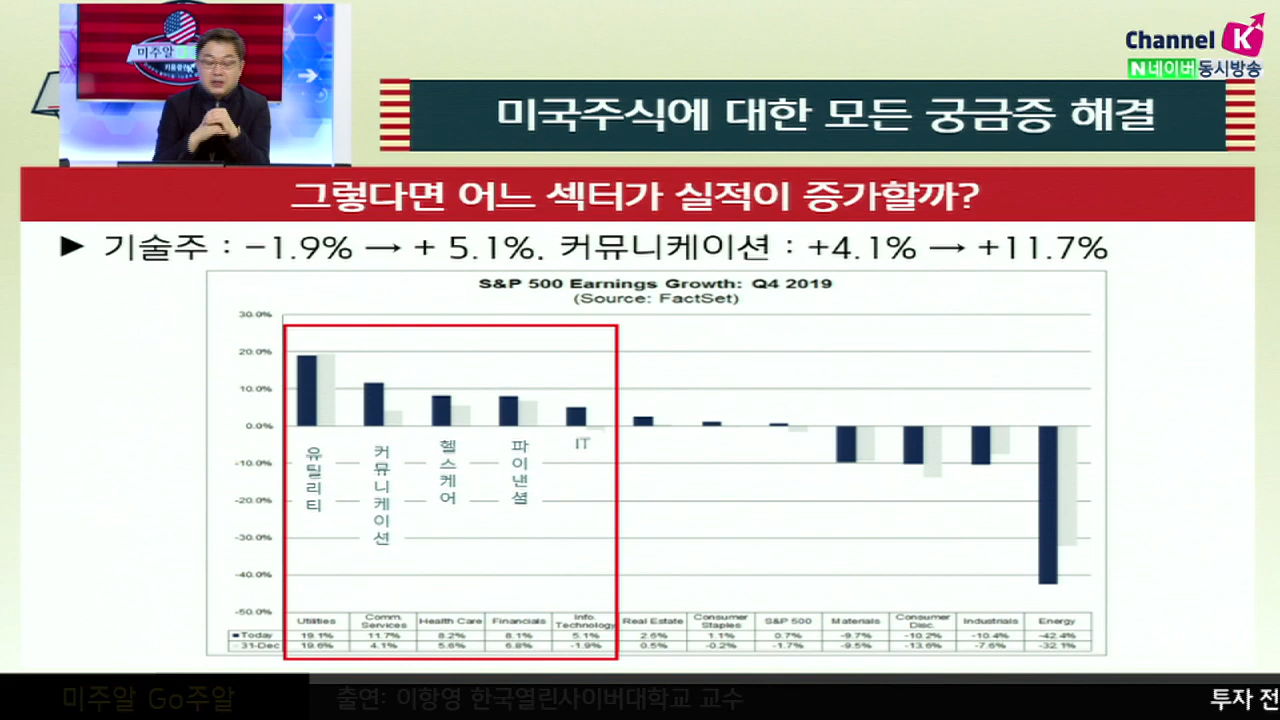 미주알
Channel K
N 네이버 동시방송
미국주식에 대한 모든 궁금증 해결
그렇다면 어느 섹터가 실적이 증가할까?
▶ 기술주 : -1.9% → + 5.1%, 커뮤니케이션 : +4.1% → +11.7%
S&P 500 Earnings Growth: Q4 2019
(Source: FactSet)
30.0%
20.0%
10.0%
0.0%
-10.0%
-20.0%
-30.0%
-40.0%
-50.0%
유틸리티
커뮤니케이션
헬스케어
파이낸셜
IT
Utilities Comm. Services Health Care Financials Info. Technology Real Estate Consumer Staples S&P 500 Materials Consumer Disc. Industrials Energy
Today 19.1% 11.7% 8.2% 8.1% 5.1% 2.6% 1.1% 0.7% -9.7% -10.2% -10.4% -42.4%
31-Dec 19.6% 4.1% 5.6% 6.8% -1.9% 0.5% -0.2% -1.7% -9.5% -13.6% -7.6% -32.1%
미주알 Go주알
출연: 이항영 한국열린사이버대학교 교수
투자 전